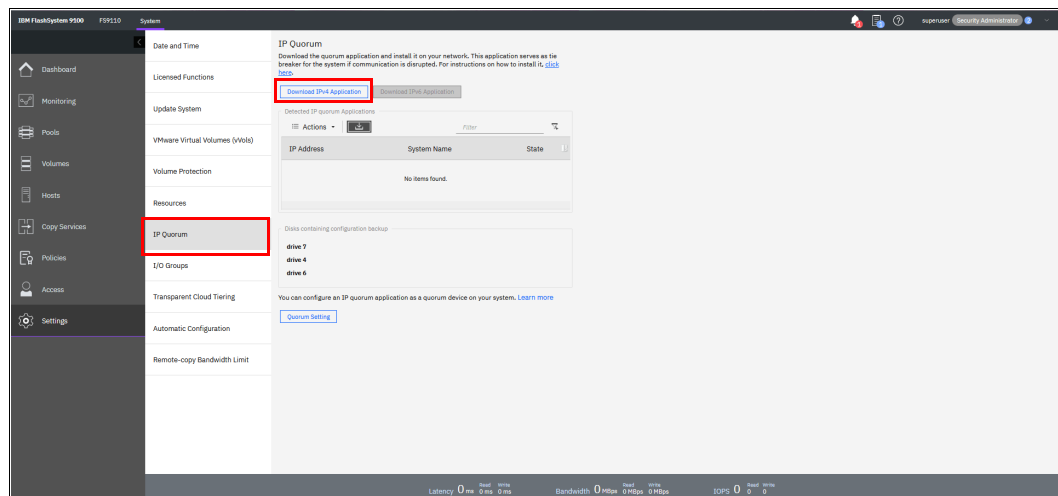 IBM FlashSystem 9100 FS9110 System
1
superuser Security Administrator
Dashboard
Monitoring
Pools
Volumes
Hosts
Copy Services
Policies
Access
Settings
Date and Time
Licensed Functions
Update System
VMware Virtual Volumes (vVols)
Volume Protection
Resources
IP Quorum
I/O Groups
Transparent Cloud Tiering
Automatic Configuration
Remote-copy Bandwidth Limit
IP Quorum
Download the quorum application and install it on your network. This application serves as tie
breaker for the system if communication is disrupted. For instructions on how to install it, click
here.
Download IPv4 Application Download IPv6 Application
Detected IP quorum Applications
Actions Filter
IP Address System Name State
No items found.
Disks containing configuration backup
drive 7
drive 4
drive 6
You can configure an IP quorum application as a quorum device on your system. Learn more
Quorum Setting
Latency 0 ms Read 0 ms Write 0 ms Bandwidth 0 MBps Read 0 MBps Write 0 MBps IOPS 0 Read 0 Write 0